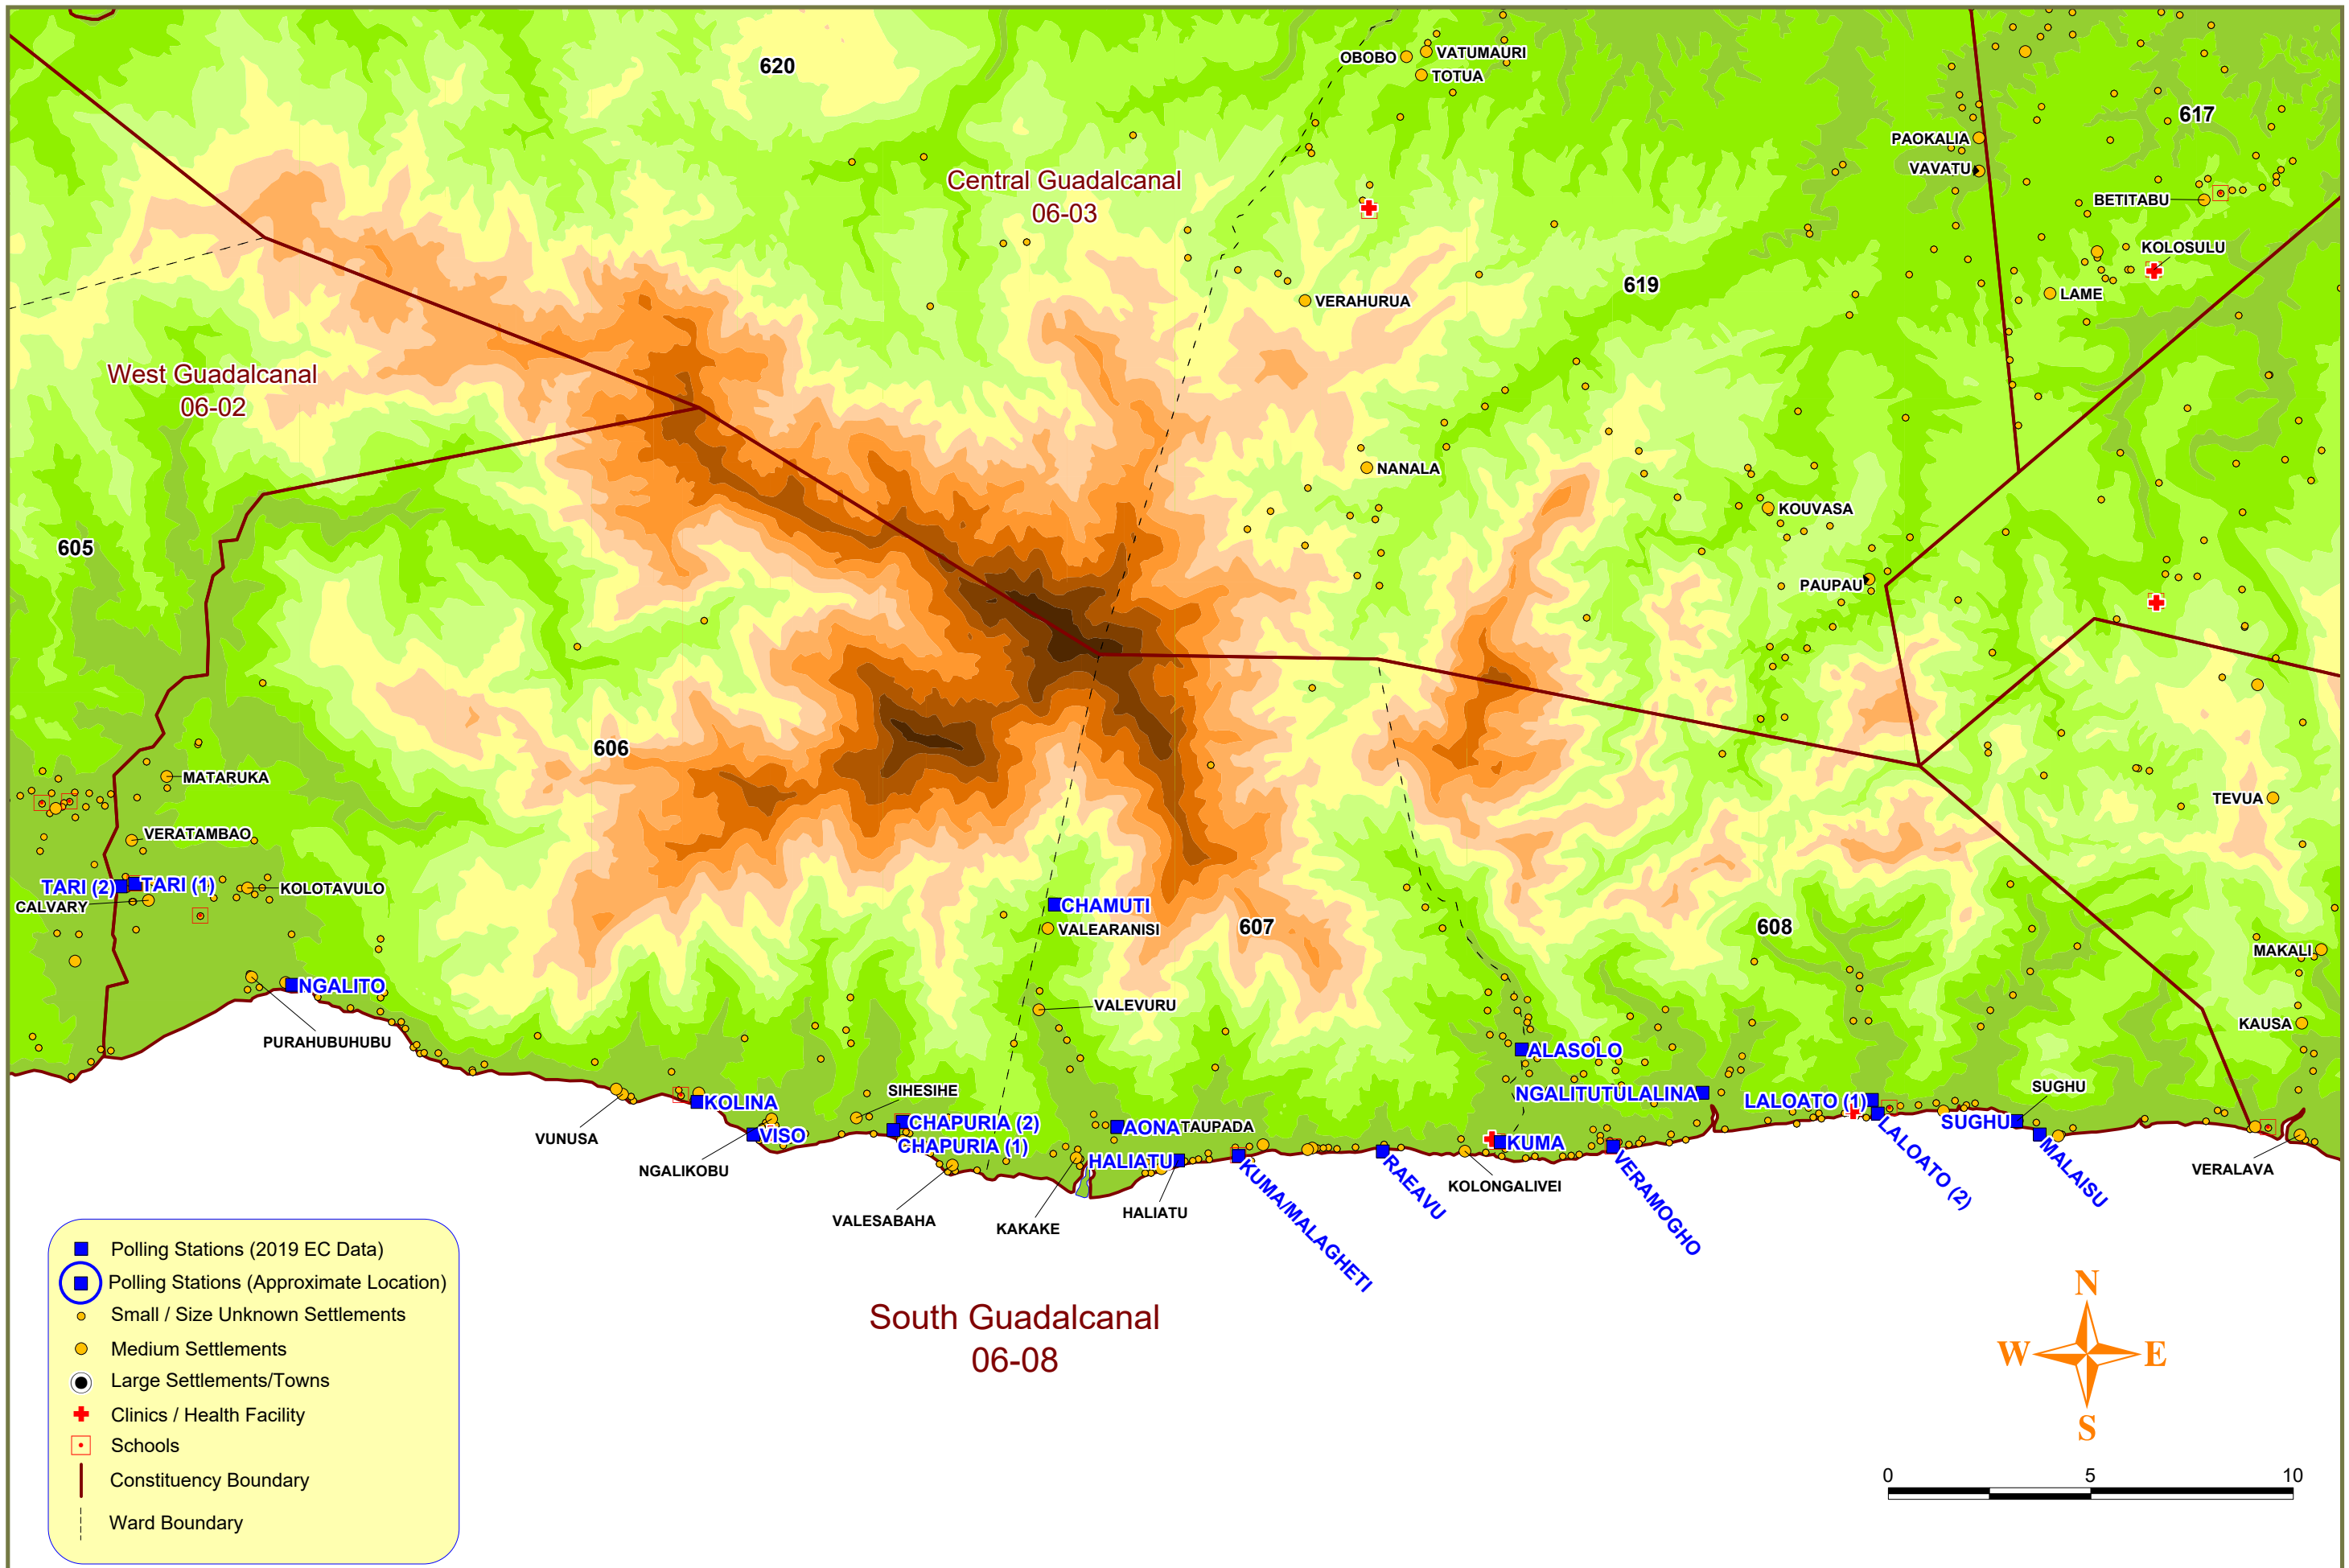 620
OBOBO
VATUMAURI
TOTUA
617
PAOKALIA
VAVATU
Central Guadalcanal
06-03
BETITABU
KOLOSULU
619
LAME
VERAHURUA
West Guadalcanal
06-02
NANALA
KOUVASA
605
PAUPAU
606
MATARUKA
TEVUA
VERATAMBAO
TARI (2)
TARI (1)
KOLOTAVULO
CALVARY
CHAMUTI
VALEARANISI
607
608
MAKALI
NGALITO
VALEVURU
KAUSA
PURAHUBUHUBU
ALASOLO
SIHESIHE
NGALITUTULALINA
SUGHU
KOLINA
LALOATO (1)
CHAPURIA (2)
AONA
TAUPADA
SUGHU
VUNUSA
VISO
CHAPURIA (1)
KUMA
NGALIKOBU
HALIATU
KUMA/MALAGHETI
RAEAVU
VERAMOGHO
LALOATO (2)
MALAISU
VERALAVA
KOLONGALIVEI
VALESABAHA
KAKAKE
HALIATU
South Guadalcanal
06-08
Polling Stations (2019 EC Data)
Polling Stations (Approximate Location)
Small / Size Unknown Settlements
Medium Settlements
Large Settlements/Towns
Clinics / Health Facility
Schools
Constituency Boundary
Ward Boundary
N
W
E
S
0 5 10